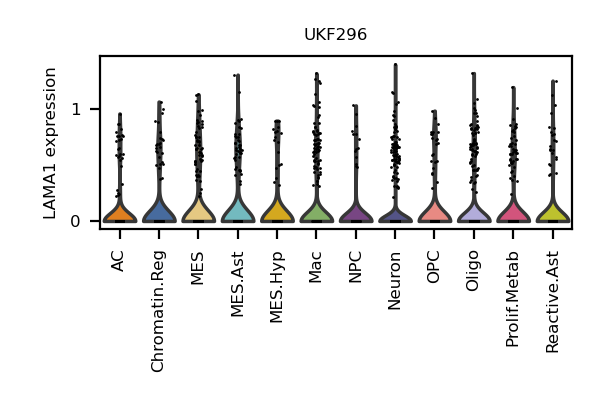 UKF296
LAMA1 expression
1
0
AC
Chromatin.Reg
MES
MES.Ast
MES.Hyp
Mac
NPC
Neuron
OPC
Oligo
Prolif.Metab
Reactive.Ast